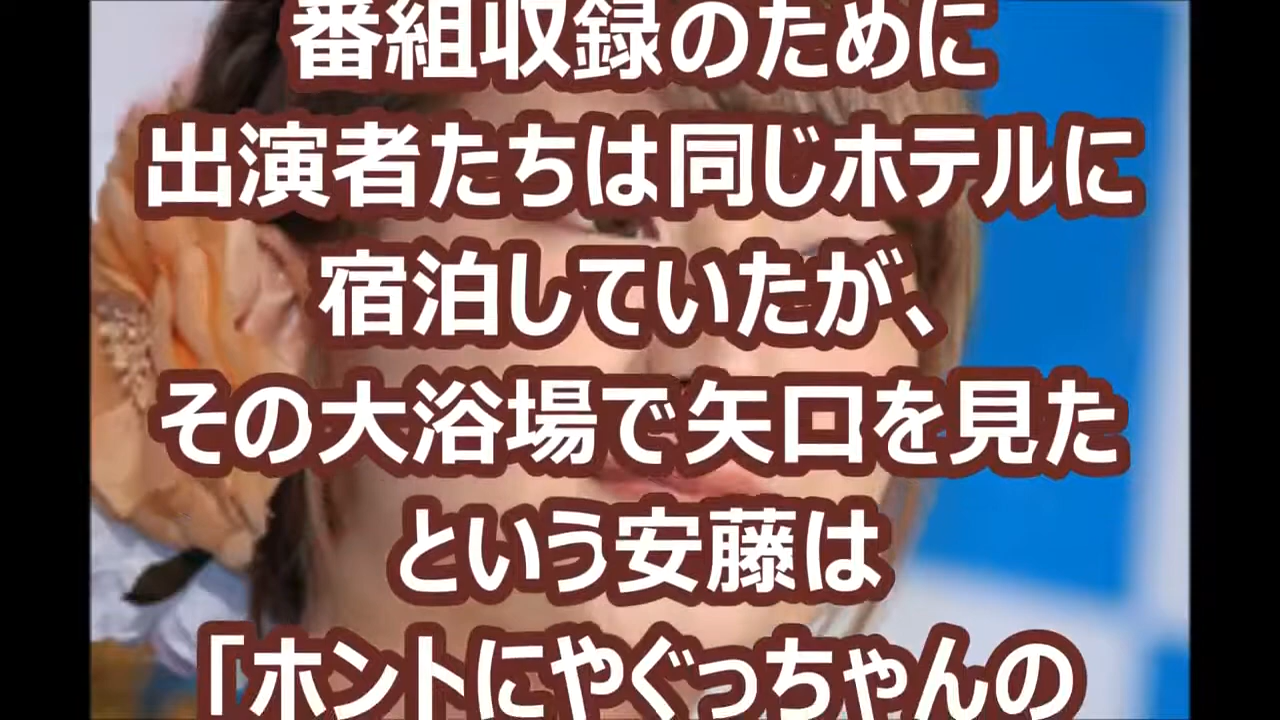 番組収録のために
出演者たちは同じホテルに
宿泊していたが、
その大浴場で矢口を見た
という安藤は
「ホントにやぐっちゃんの